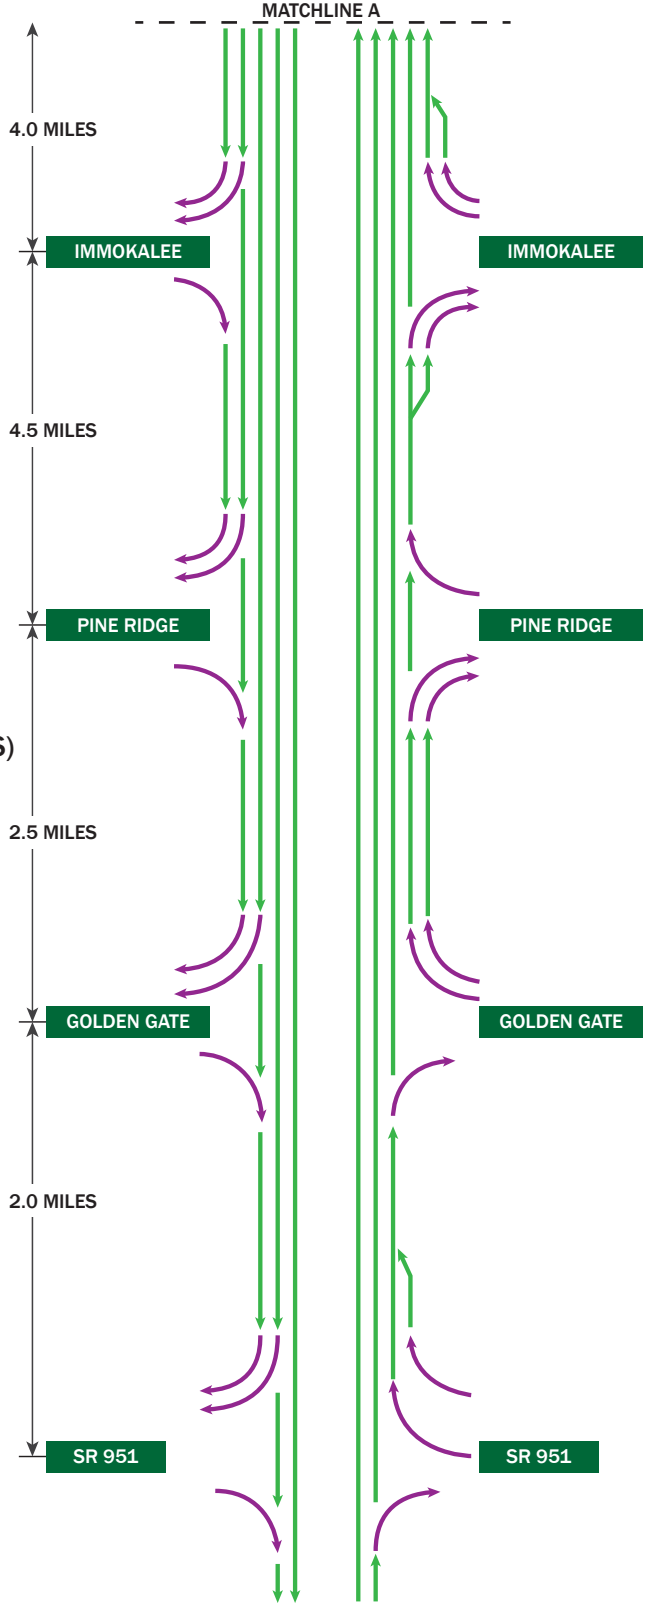 MATCHLINE A
4.0 MILES
IMMOKALEE
IMMOKALEE
4.5 MILES
PINE RIDGE
PINE RIDGE
S)
2.5 MILES
GOLDEN GATE
GOLDEN GATE
2.0 MILES
SR 951
SR 951